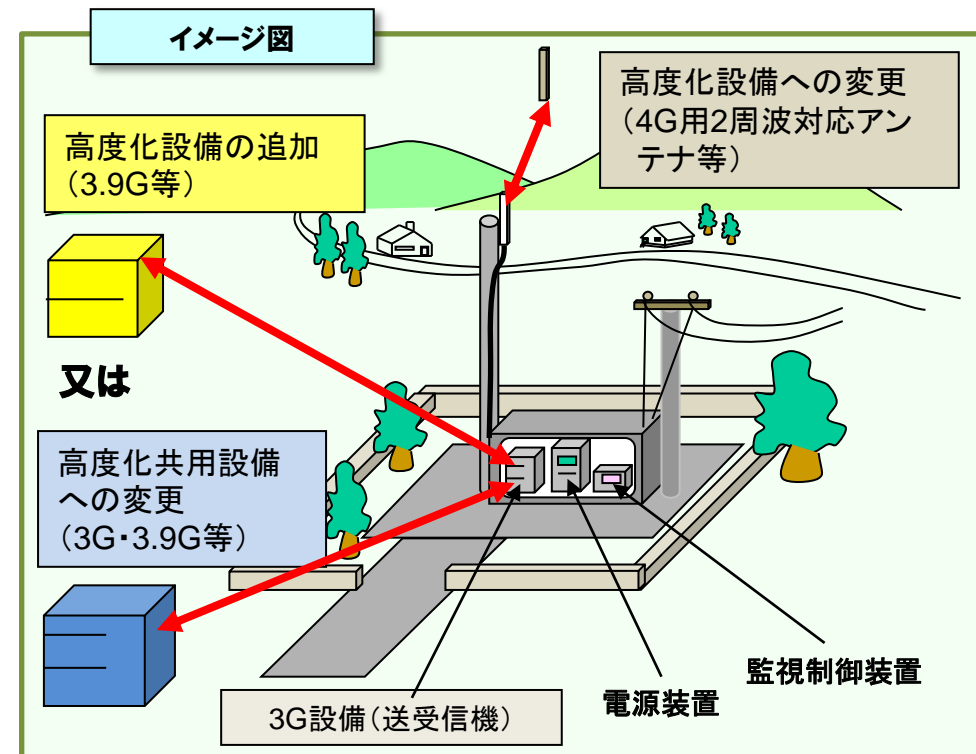 イメージ図
高度化設備への変更
（4G用2周波対応アン
テナ等）
高度化設備の追加
（3.9G等）
又は
高度化共用設備
への変更
（3G・3.9G等）
監視制御装置
電源装置
3G設備（送受信機）